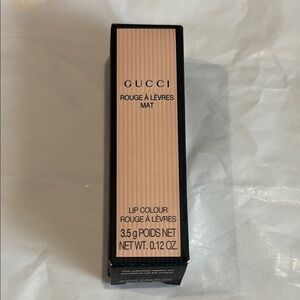 GUCCI
ROUGE À LÈVRES
MAT
LIP COLOUR
ROUGE À LÈVRES
3.5 g POIDS NET
NET WT. 0.12 OZ.